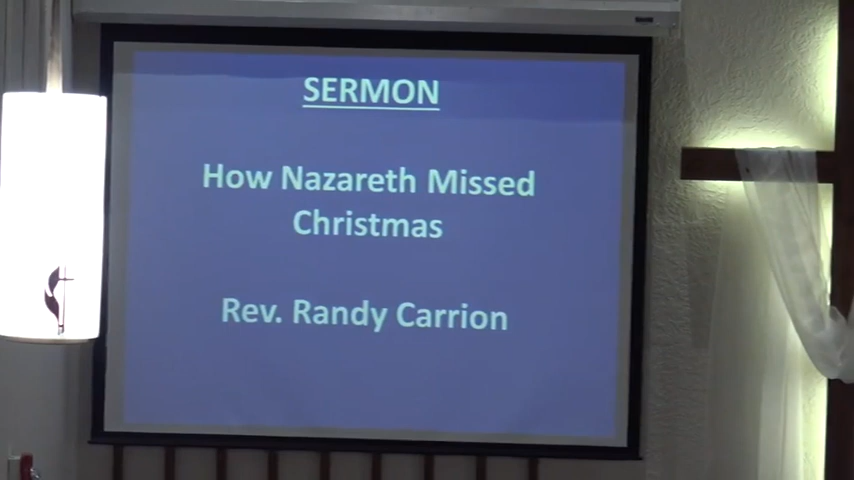 SERMON
How Nazareth Missed
Christmas
Rev. Randy Carrion